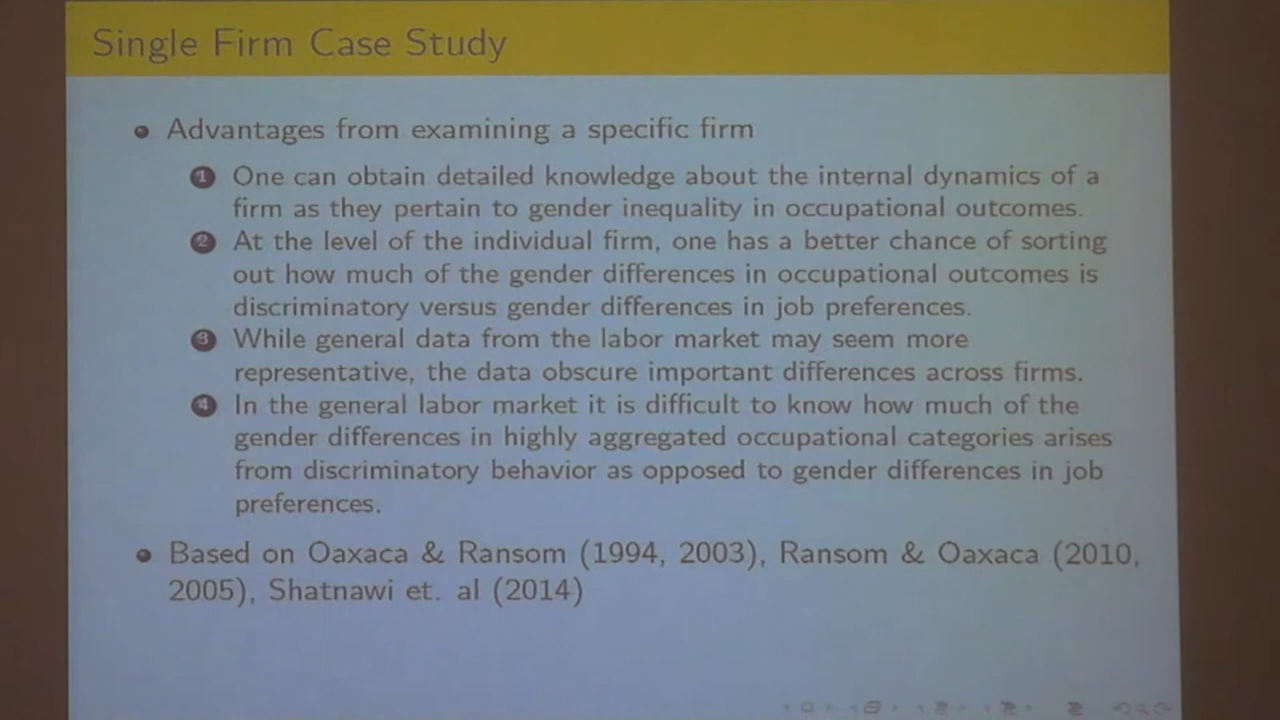 Single Firm Case Study
Advantages from examining a specific firm
1 One can obtain detailed knowledge about the internal dynamics of a
firm as they pertain to gender inequality in occupational outcomes.
2 At the level of the individual firm, one has a better chance of sorting
out how much of the gender differences in occupational outcomes is
discriminatory versus gender differences in job preferences.
3 While general data from the labor market may seem more
representative, the data obscure important differences across firms.
4 In the general labor market it is difficult to know how much of the
gender differences in highly aggregated occupational categories arises
from discriminatory behavior as opposed to gender differences in job
preferences.
Based on Oaxaca & Ransom (1994, 2003), Ransom & Oaxaca (2010,
2005), Shatnawi et. al (2014)